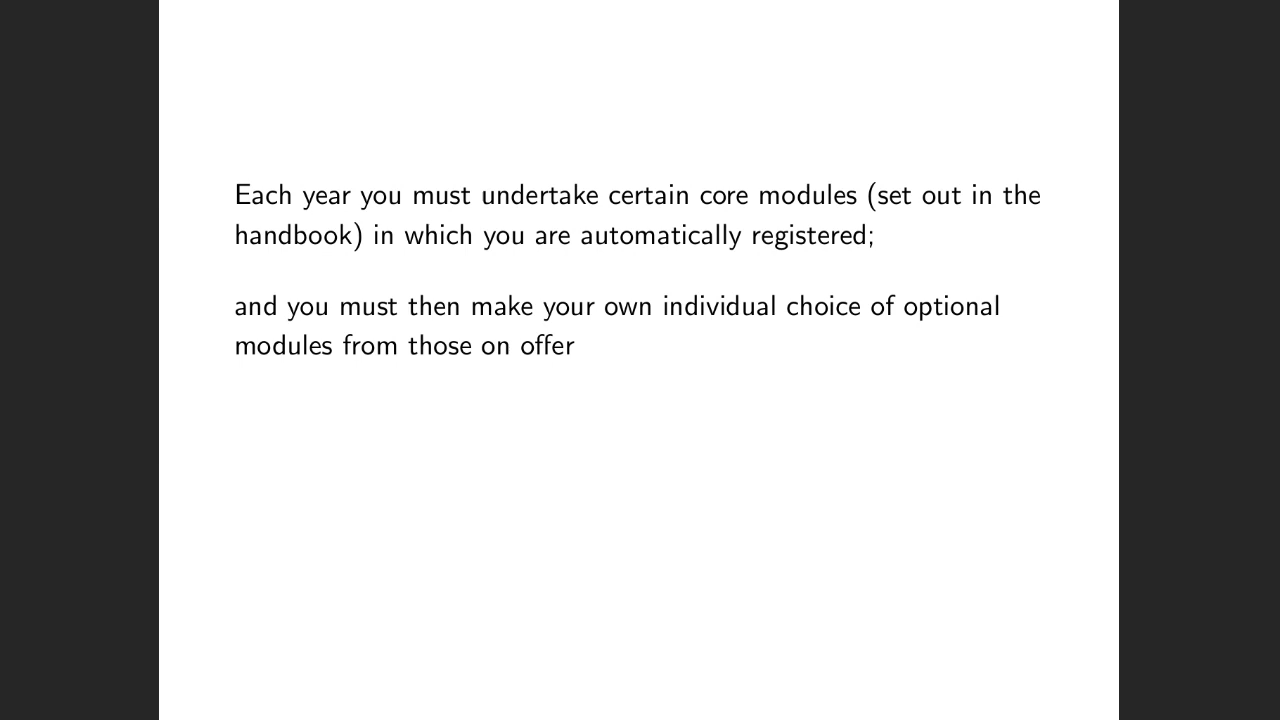 Each year you must undertake certain core modules (set out in the
handbook) in which you are automatically registered;
and you must then make your own individual choice of optional
modules from those on offer